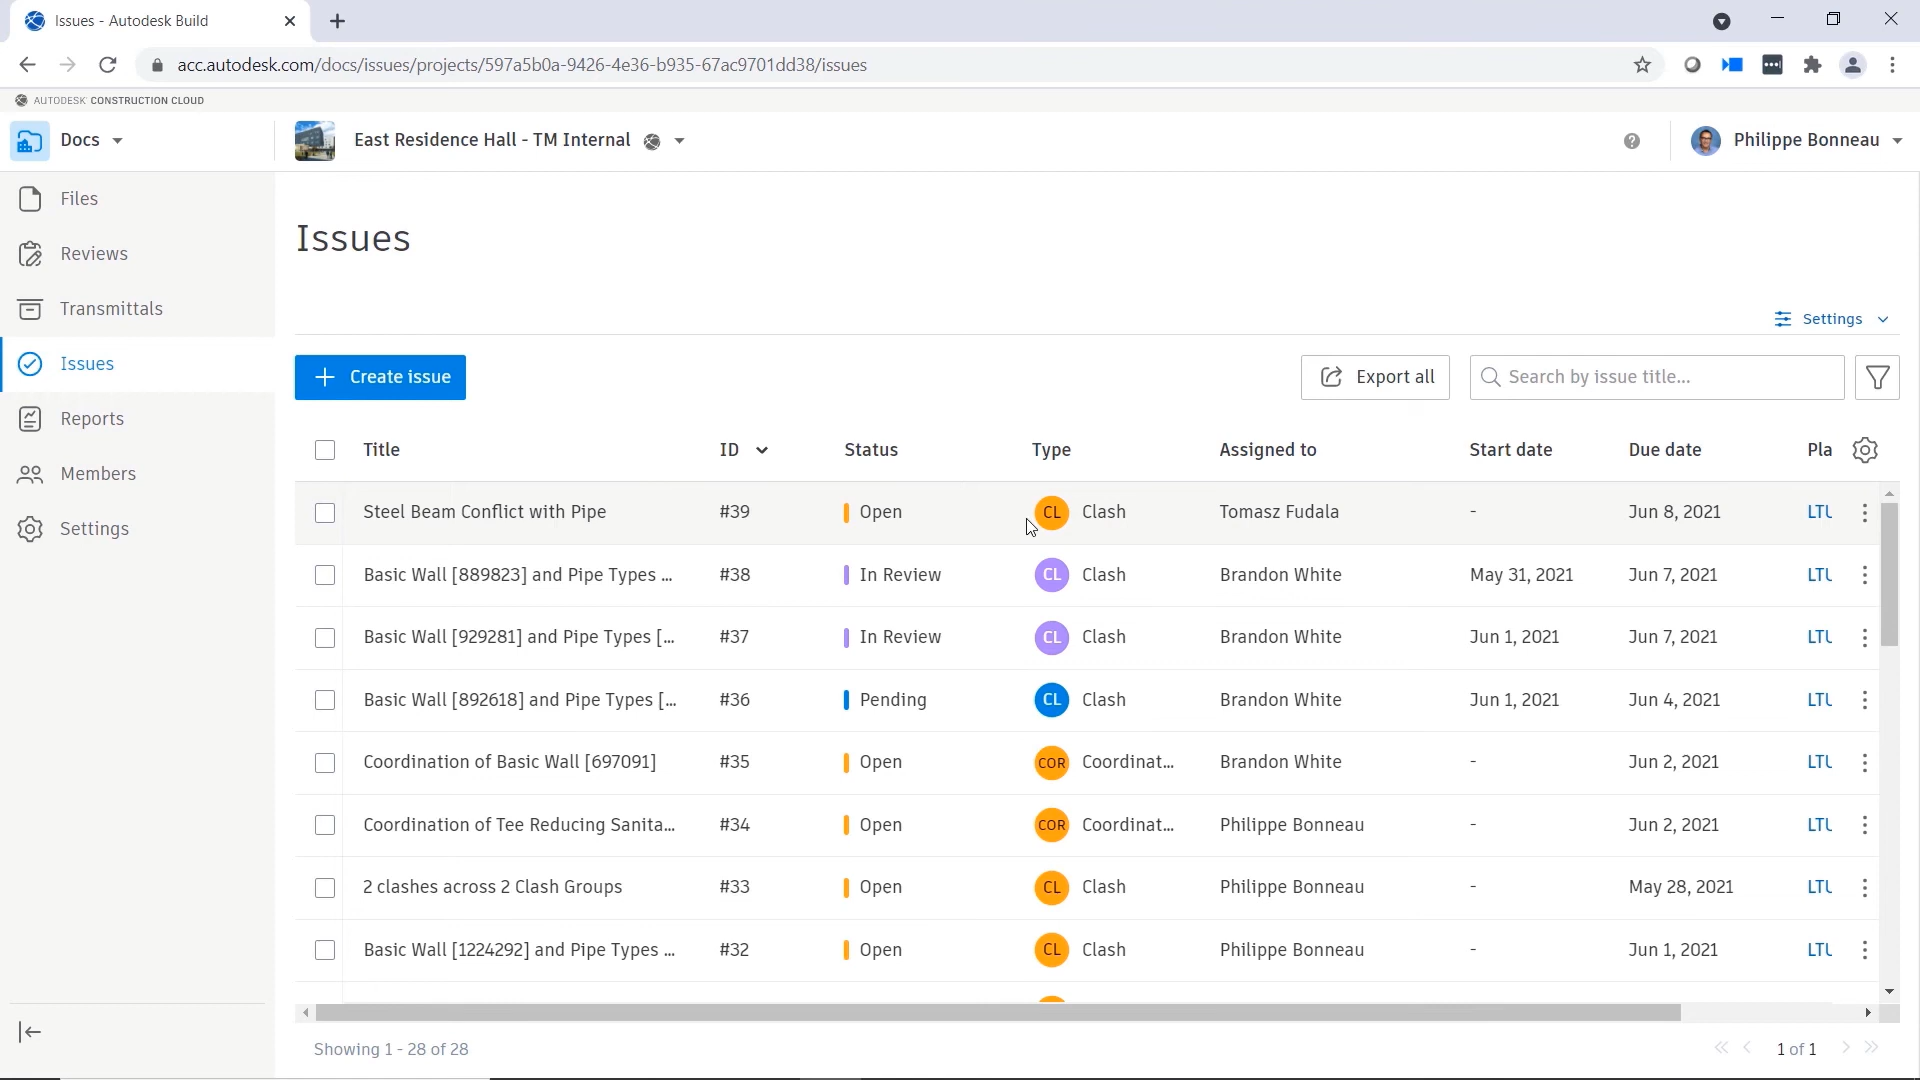 Issues - Autodesk Build
acc.autodesk.com/docs/issues/projects/597a5b0a-9426-4e36-b935-67ac9701dd38/issues
AUTODESK CONSTRUCTION CLOUD
Docs
East Residence Hall - TM Internal
Philippe Bonneau
Files
Reviews
Transmittals
Issues
Reports
Members
Settings
Issues
Settings
Create issue
Export all
Search by issue title...
Title ID Status Type Assigned to Start date Due date Pla
Steel Beam Conflict with Pipe #39 Open CL Clash Tomasz Fudala - Jun 8, 2021 LTU
Basic Wall [889823] and Pipe Types ... #38 In Review CL Clash Brandon White May 31, 2021 Jun 7, 2021 LTU
Basic Wall [929281] and Pipe Types [... #37 In Review CL Clash Brandon White Jun 1, 2021 Jun 7, 2021 LTU
Basic Wall [892618] and Pipe Types [... #36 Pending CL Clash Brandon White Jun 1, 2021 Jun 4, 2021 LTU
Coordination of Basic Wall [697091] #35 Open COR Coordinat... Brandon White - Jun 2, 2021 LTU
Coordination of Tee Reducing Sanita... #34 Open COR Coordinat... Philippe Bonneau - Jun 2, 2021 LTU
2 clashes across 2 Clash Groups #33 Open CL Clash Philippe Bonneau - May 28, 2021 LTU
Basic Wall [1224292] and Pipe Types ... #32 Open CL Clash Philippe Bonneau - Jun 1, 2021 LTU
Showing 1 - 28 of 28
1 of 1